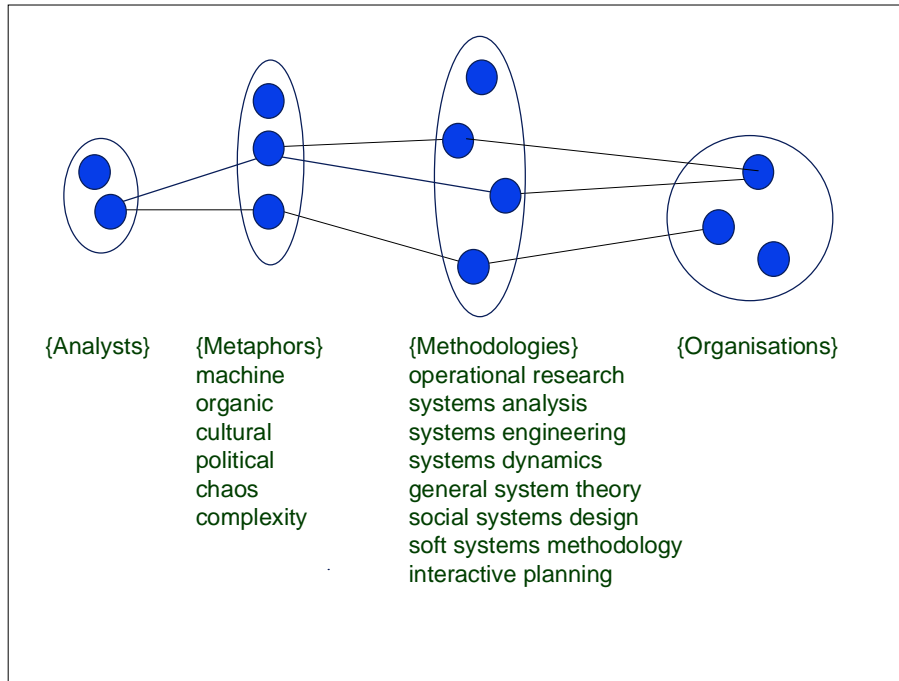 {Analysts} {Metaphors} {Methodologies} {Organisations}
machine operational research
organic systems analysis
cultural systems engineering
political systems dynamics
chaos general system theory
complexity social systems design
soft systems methodology
interactive planning